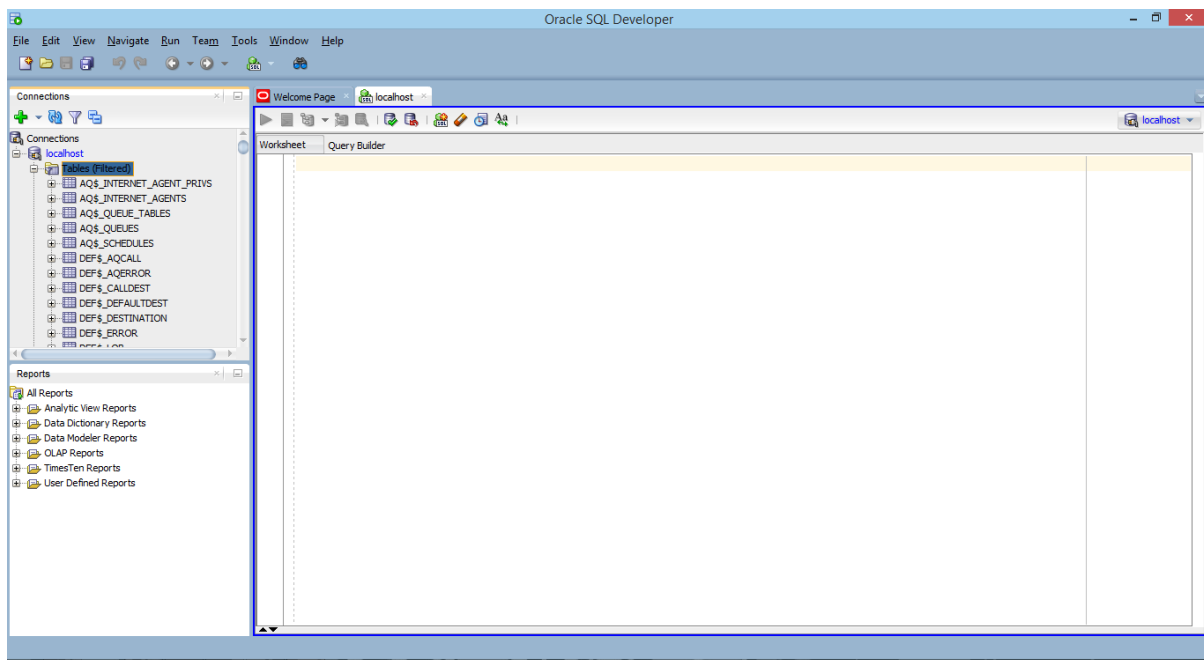 Oracle SQL Developer
File Edit View Navigate Run Team Tools Window Help
Connections
Welcome Page
localhost
localhost
Worksheet
Query Builder
Connections
localhost
Tables (Filtered)
AQ$_INTERNET_AGENT_PRIVS
AQ$_INTERNET_AGENTS
AQ$_QUEUE_TABLES
AQ$_QUEUES
AQ$_SCHEDULES
DEF$_AQCALL
DEF$_AQERROR
DEF$_CALLDEST
DEF$_DEFAULTDEST
DEF$_DESTINATION
DEF$_ERROR
Reports
All Reports
Analytic View Reports
Data Dictionary Reports
Data Modeler Reports
OLAP Reports
TimesTen Reports
User Defined Reports